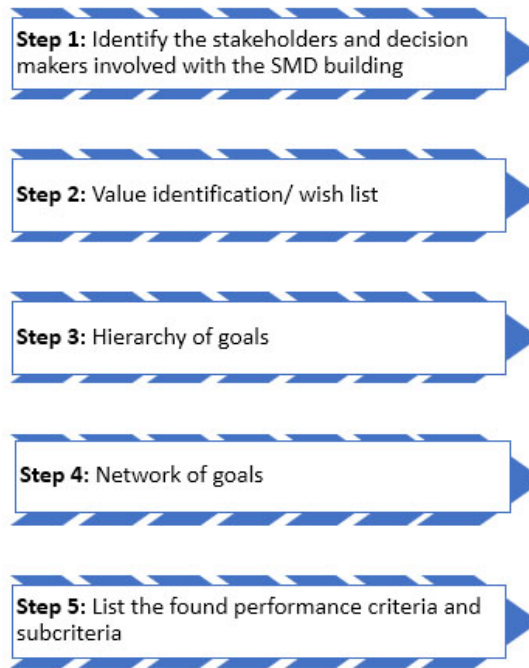 Step 1: Identify the stakeholders and decision
makers involved with the SMD building
Step 2: Value identification/ wish list
Step 3: Hierarchy of goals
Step 4: Network of goals
Step 5: List the found performance criteria and
subcriteria